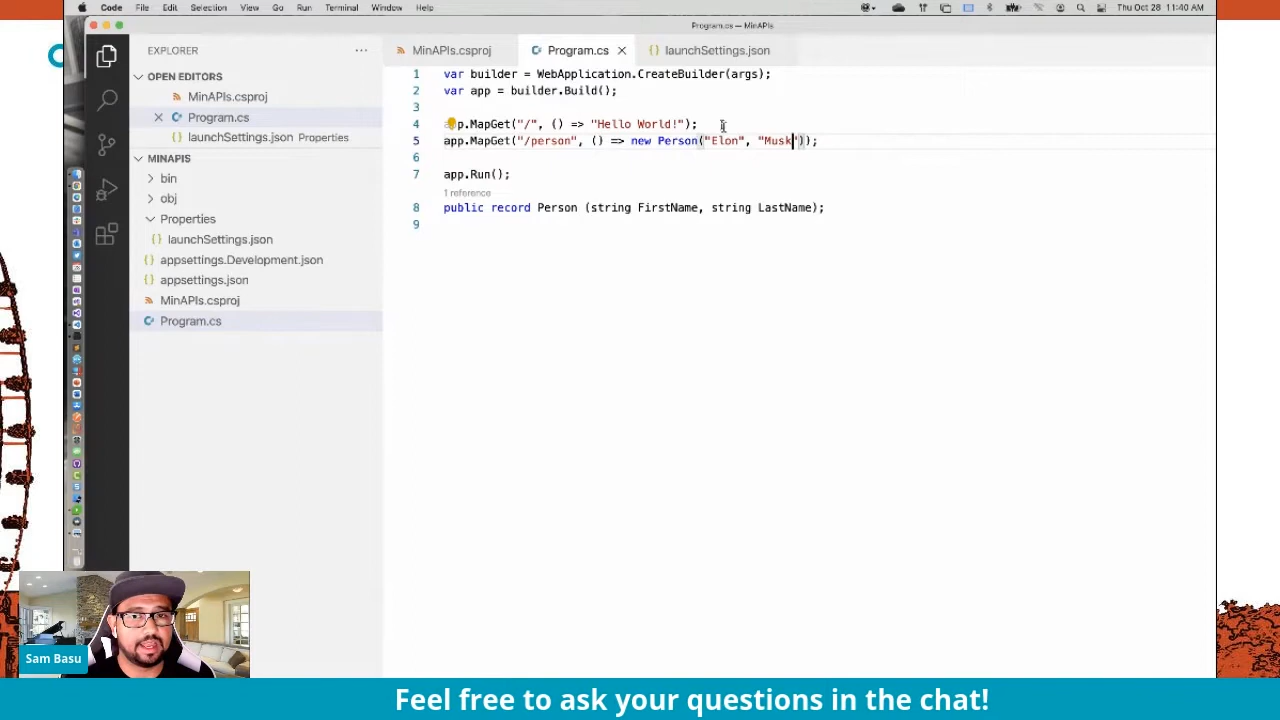 Code File Edit Selection View Go Run Terminal Window Help Thu Oct 28 11:40 AM
Program.cs — MinAPIs
EXPLORER
MinAPIs.csproj Program.cs launchSettings.json
OPEN EDITORS
MinAPIs.csproj
Program.cs
launchSettings.json Properties
MINAPIS
bin
obj
Properties
launchSettings.json
appsettings.Development.json
appsettings.json
MinAPIs.csproj
Program.cs
1 var builder = WebApplication.CreateBuilder(args);
2 var app = builder.Build();
3
4 p.MapGet("/", () => "Hello World!");
5 app.MapGet("/person", () => new Person("Elon", "Musk"));
6
7 app.Run();
1 reference
8 public record Person (string FirstName, string LastName);
9
Sam Basu
Feel free to ask your questions in the chat!